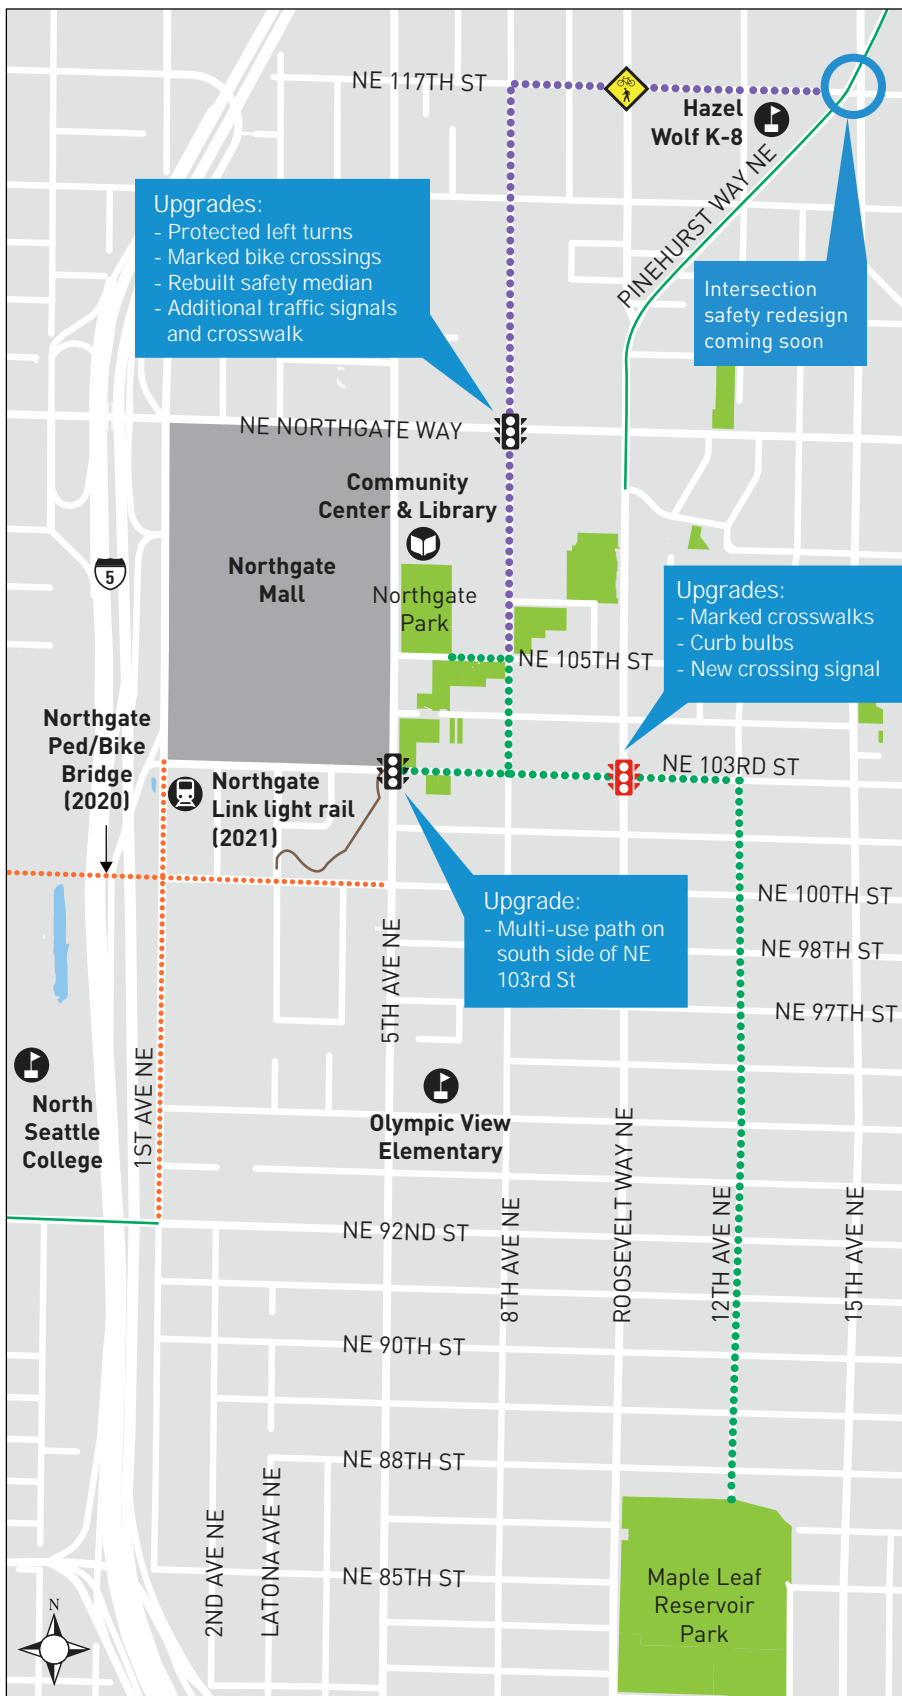 NE 117TH ST
Hazel
Wolf K-8
PINEHURST WAY NE
Upgrades:
- Protected left turns
- Marked bike crossings
- Rebuilt safety median
- Additional traffic signals
and crosswalk
Intersection
safety redesign
coming soon
NE NORTHGATE WAY
Community
Center & Library
5
Northgate
Mall
Northgate
Park
Upgrades:
- Marked crosswalks
- Curb bulbs
- New crossing signal
NE 105TH ST
Northgate
Ped/Bike
Bridge
(2020)
Northgate
Link light rail
(2021)
NE 103RD ST
Upgrade:
- Multi-use path on
south side of NE
103rd St
NE 100TH ST
NE 98TH ST
NE 97TH ST
5TH AVE NE
1ST AVE NE
North
Seattle
College
Olympic View
Elementary
8TH AVE NE
ROOSEVELT WAY NE
12TH AVE NE
15TH AVE NE
NE 92ND ST
NE 90TH ST
NE 88TH ST
2ND AVE NE
LATONA AVE NE
NE 85TH ST
Maple Leaf
Reservoir
Park
N